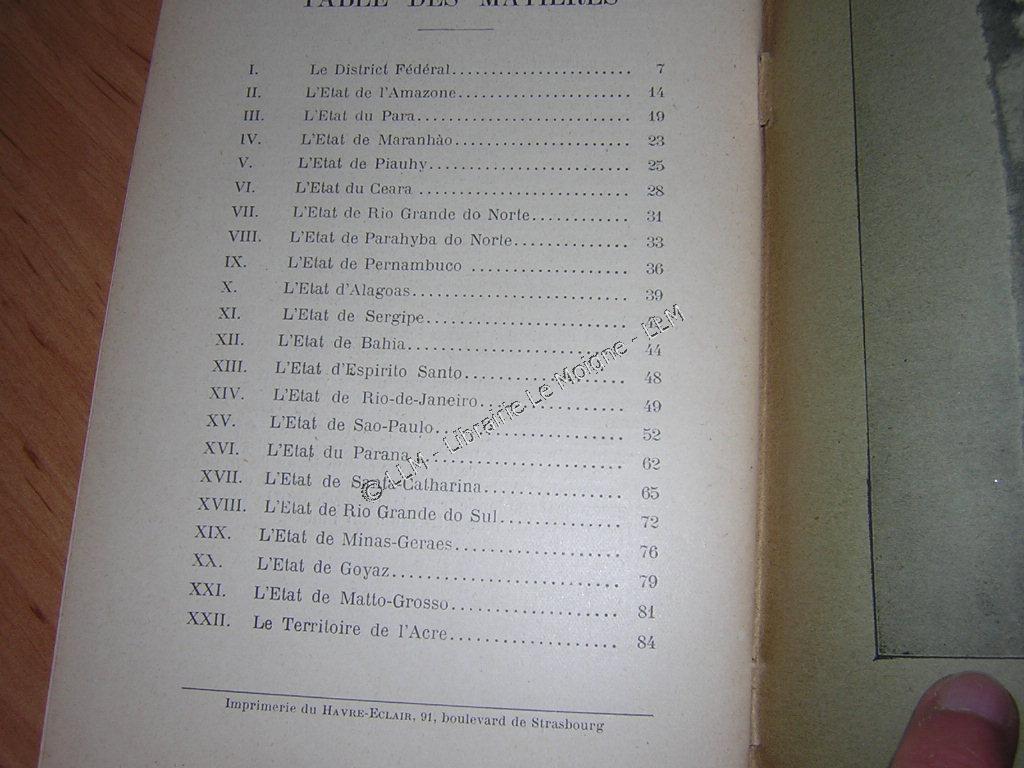 TABLE DES MATIÈRES
I. Le District Fédéral....................... 7
II. L'Etat de l'Amazone...................... 14
III. L'Etat du Para........................... 19
IV. L'Etat de Maranhào...................... 23
V. L'Etat de Piauhy......................... 25
VI. L'Etat du Ceara .......................... 28
VII. L'Etat de Rio Grande do Norte............ 31
VIII. L'Etat de Parahyba do Norte.............. 33
IX. L'Etat de Pernambuco .................... 36
X. L'Etat d'Alagoas........................... 39
XI. L'Etat de Sergipe.........................
XII. L'Etat de Bahia........................... 44
XIII. L'Etat d'Espirito Santo.................... 48
XIV. L'Etat de Rio-de-Janeiro.................. 49
XV. L'Etat de Sao-Paulo....................... 52
XVI. L'Etat du Parana.......................... 62
XVII. L'Etat de Santa-Catharina................. 65
XVIII. L'Etat de Rio Grande do Sul............... 72
XIX. L'Etat de Minas-Geraes.................... 76
XX. L'Etat de Goyaz........................... 79
XXI. L'Etat de Matto-Grosso.................... 81
XXII. Le Territoire de l'Acre.................... 84
Imprimerie du HAVRE-ECLAIR, 91, boulevard de Strasbourg
© LLM - Librairie Le Moigne - LLM